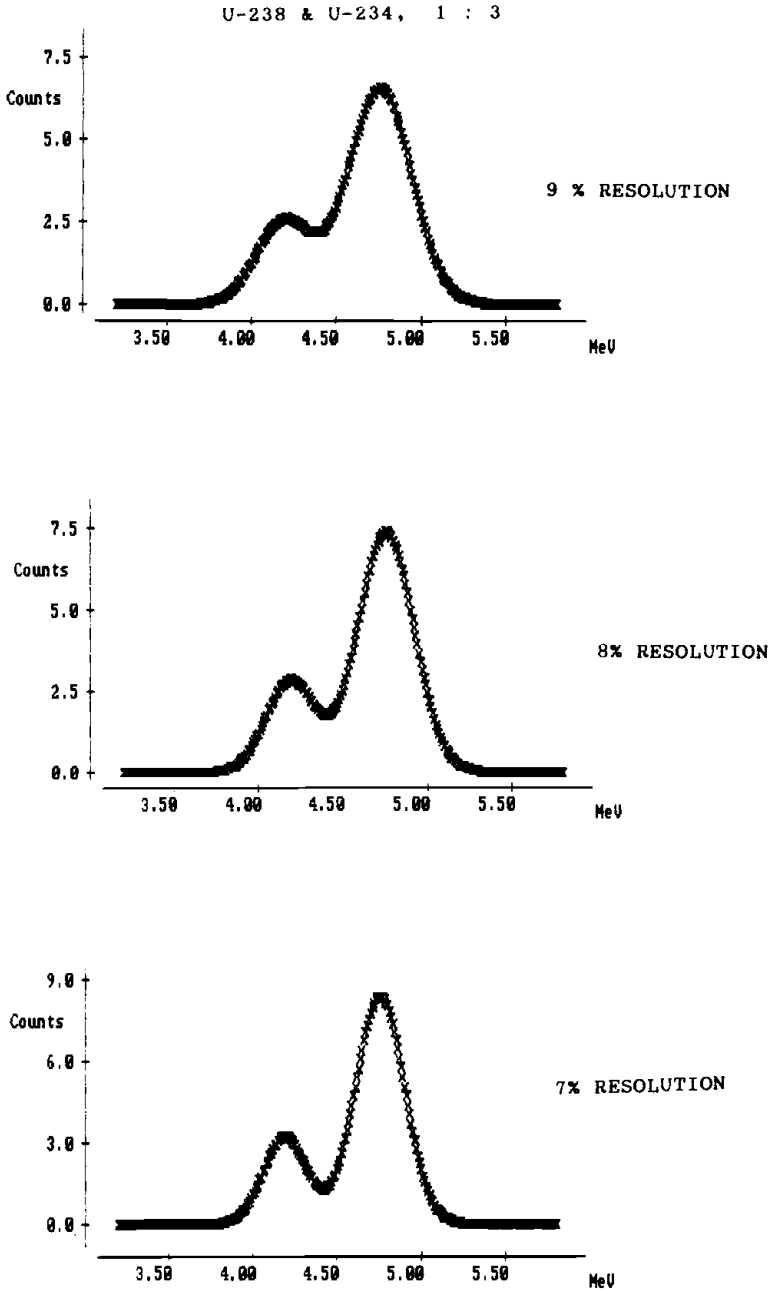 U-238 & U-234, 1 : 3
7.5
Counts
5.0
9 % RESOLUTION
2.5
0.0
3.50 4.00 4.50 5.00 5.50 MeV
7.5
Counts
5.0
8% RESOLUTION
2.5
0.0
3.50 4.00 4.50 5.00 5.50 MeV
9.0
Counts
6.0
7% RESOLUTION
3.0
0.0
3.50 4.00 4.50 5.00 5.50 MeV